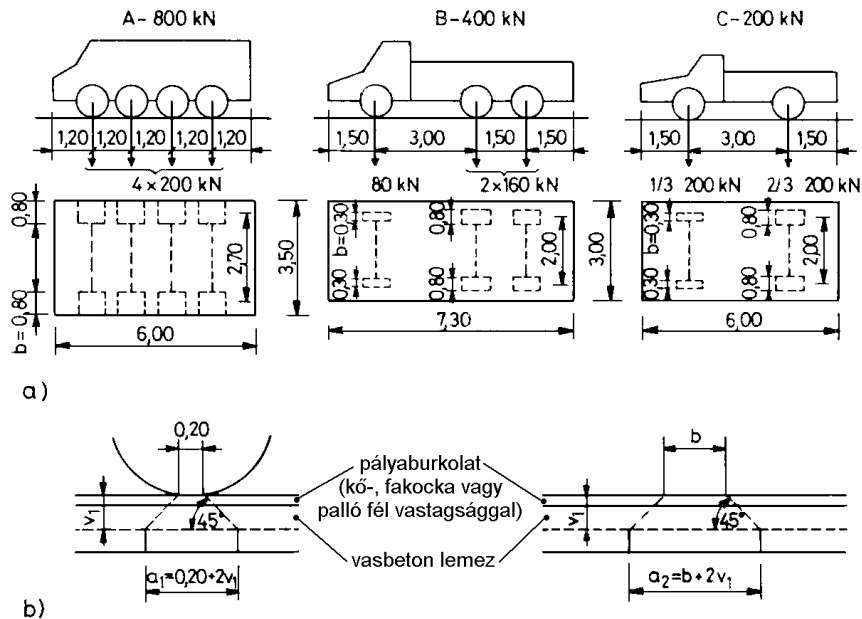 A-800 kN
B-400 kN
C-200 kN
1,20 1,20 1,20 1,20 1,20
1,50 3,00 1,50 1,50
1,50 3,00 1,50
4 × 200 kN
80 kN
2×160 kN
1/3 200 kN
2/3 200 kN
0,80
b=0,80
2,70
3,50
6,00
b=0,30
0,30
0,80
0,80
2,00
3,00
7,30
b=0,30
0,30
0,80
0,80
2,00
6,00
a)
0,20
v₁
45°
a₁=0,20+2v₁
pályaburkolat
(kő-, fakocka vagy
palló fél vastagsággal)
vasbeton lemez
b
v₁
45°
a₂=b+2v₁
b)